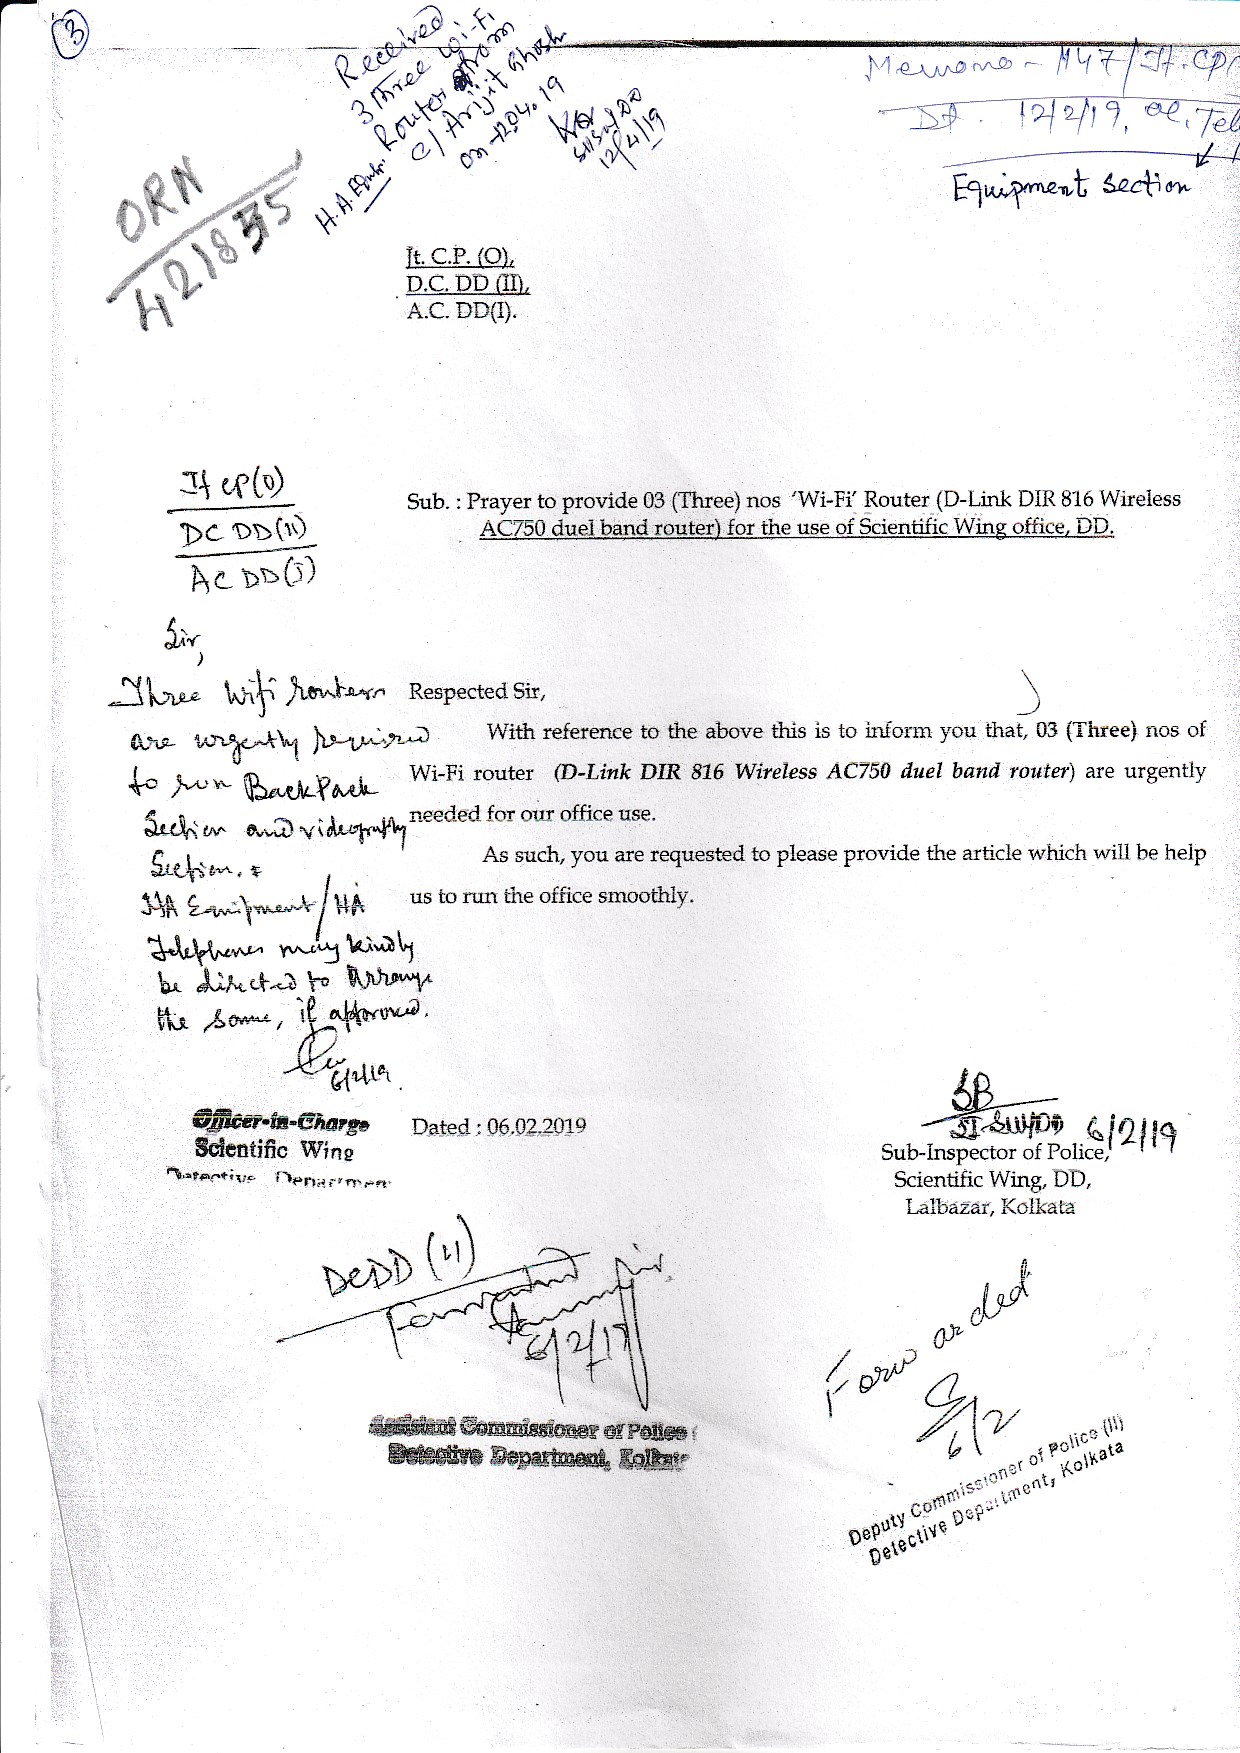 3
Received
3 Three Wi-Fi
Router from
c/ Arijit Ghosh
on 12.04.19
12/4/19
H.A. Eqpt.
Memono - 1147/Jt. CP(
Dt. 12/2/19, OC, Tel
Equipment Section
ORN
421835
Jt. C.P. (O),
D.C. DD (II),
A.C. DD(I).
Jt CP(O)
DC DD(II)
AC DD(I)
Sub. : Prayer to provide 03 (Three) nos 'Wi-Fi' Router (D-Link DIR 816 Wireless
AC750 duel band router) for the use of Scientific Wing office, DD.
Sir,
Three Wifi routers
are urgently required
to run BackPack
Section and videography
Section.
HA Equipment/HA
Telephones may kindly
be directed to Arrange
the same, if approved.
6/2/19.
Officer-in-Charge
Scientific Wing
Detective Department
Respected Sir,
With reference to the above this is to inform you that, 03 (Three) nos of
Wi-Fi router (D-Link DIR 816 Wireless AC750 duel band router) are urgently
needed for our office use.
As such, you are requested to please provide the article which will be help
us to run the office smoothly.
Dated : 06.02.2019
SB
SI SW/DD 6/2/19
Sub-Inspector of Police,
Scientific Wing, DD,
Lalbazar, Kolkata
DCDD (II)
Forwarded Sir,
6/2/19
Assistant Commissioner of Police (
Detective Department, Kolkata
Forwarded
6/2
Deputy Commissioner of Police (II)
Detective Department, Kolkata